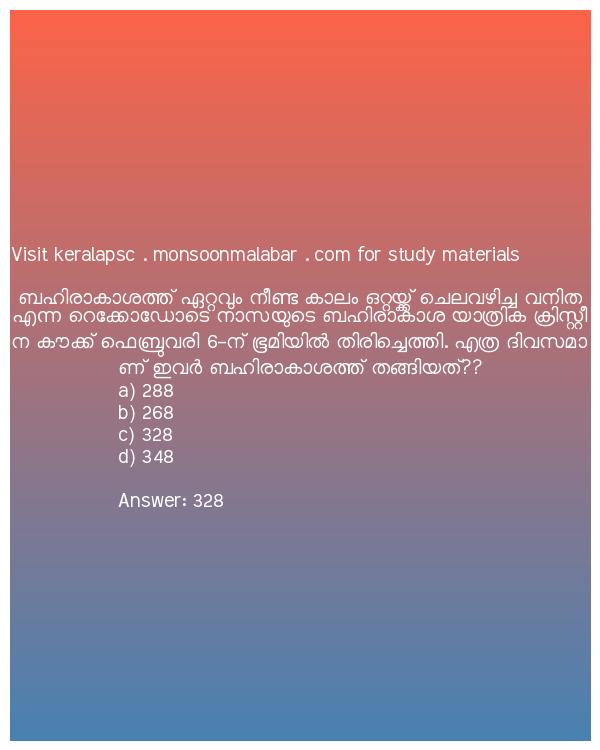 Visit keralapsc . monsoonmalabar . com for study materials
ബഹിരാകാശത്ത് ഏറ്റവും നീണ്ട കാലം ഒറ്റയ്ക്ക് ചെലവഴിച്ച വനിത
എന്ന റെക്കോഡോടെ നാസയുടെ ബഹിരാകാശ യാത്രിക ക്രിസ്റ്റീ
ന കൗക്ക് ഫെബ്രുവരി 6-ന് ഭൂമിയിൽ തിരിച്ചെത്തി. എത്ര ദിവസമാ
ണ് ഇവർ ബഹിരാകാശത്ത് തങ്ങിയത്??
a) 288
b) 268
c) 328
d) 348
Answer: 328